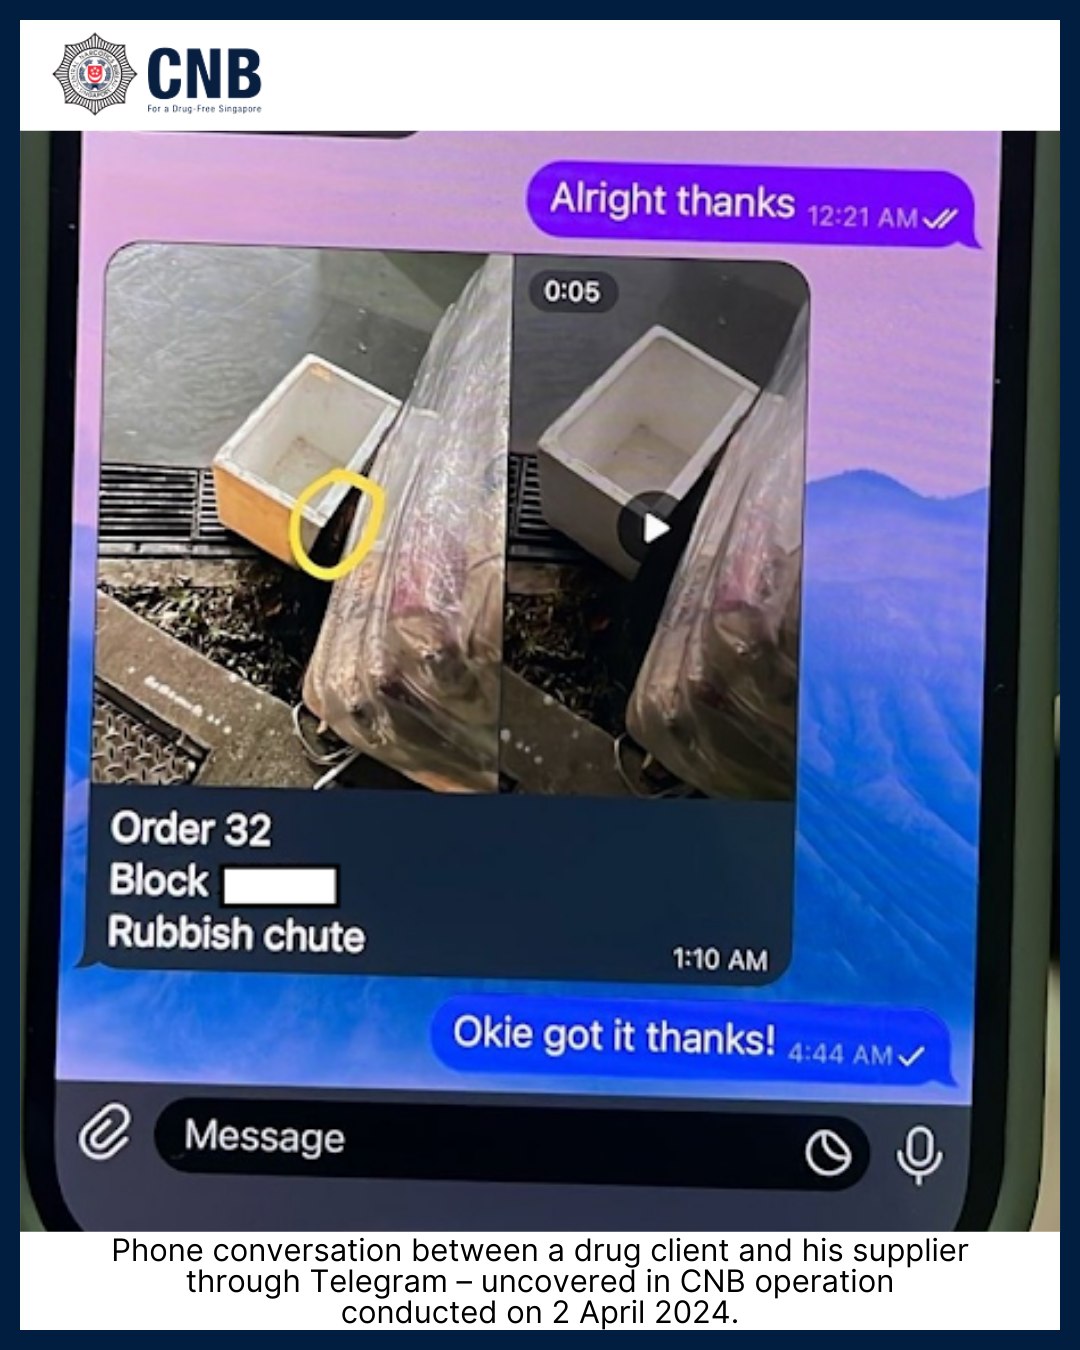 CNB
For a Drug-Free Singapore
Alright thanks 12:21 AM
0:05
Order 32
Block
Rubbish chute
1:10 AM
Okie got it thanks! 4:44 AM
Message
Phone conversation between a drug client and his supplier
through Telegram – uncovered in CNB operation
conducted on 2 April 2024.